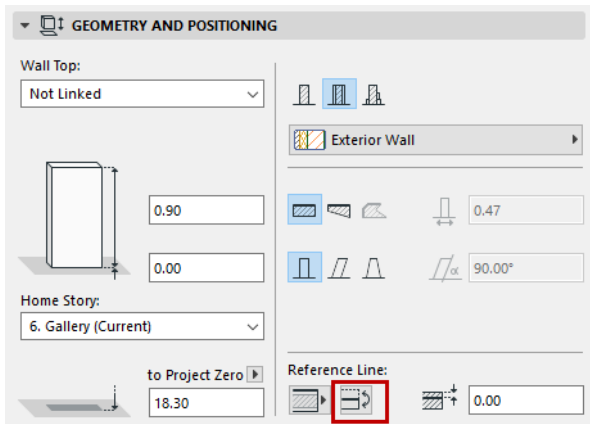 GEOMETRY AND POSITIONING
Wall Top:
Not Linked
Exterior Wall
0.90
0.47
0.00
α
90.00°
Home Story:
6. Gallery (Current)
Reference Line:
to Project Zero
18.30
0.00